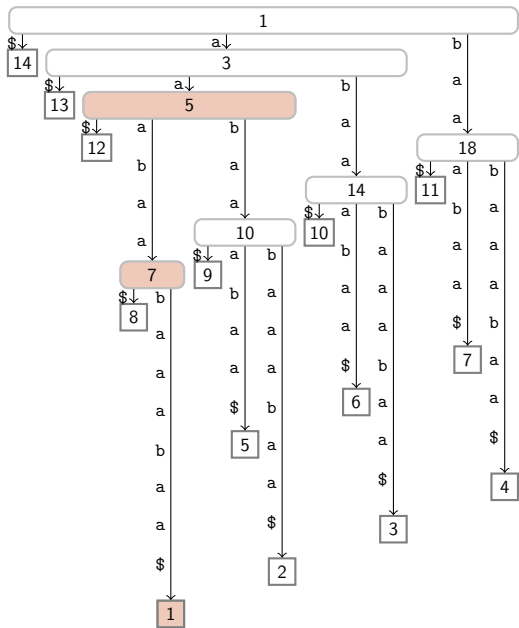 1
$ a b
14 3
$ a b a
13 5
$ a b a a
12 18
b a a $ a b
14 11
a a $ a b b a
10 10
a $ a b b a a a
7 9
$ b b a a a a a
8
a a a a a $ b
7
a a a $ b a
6
a $ b a a
5
b a a $
4
a a $
3
a $
2
$
1